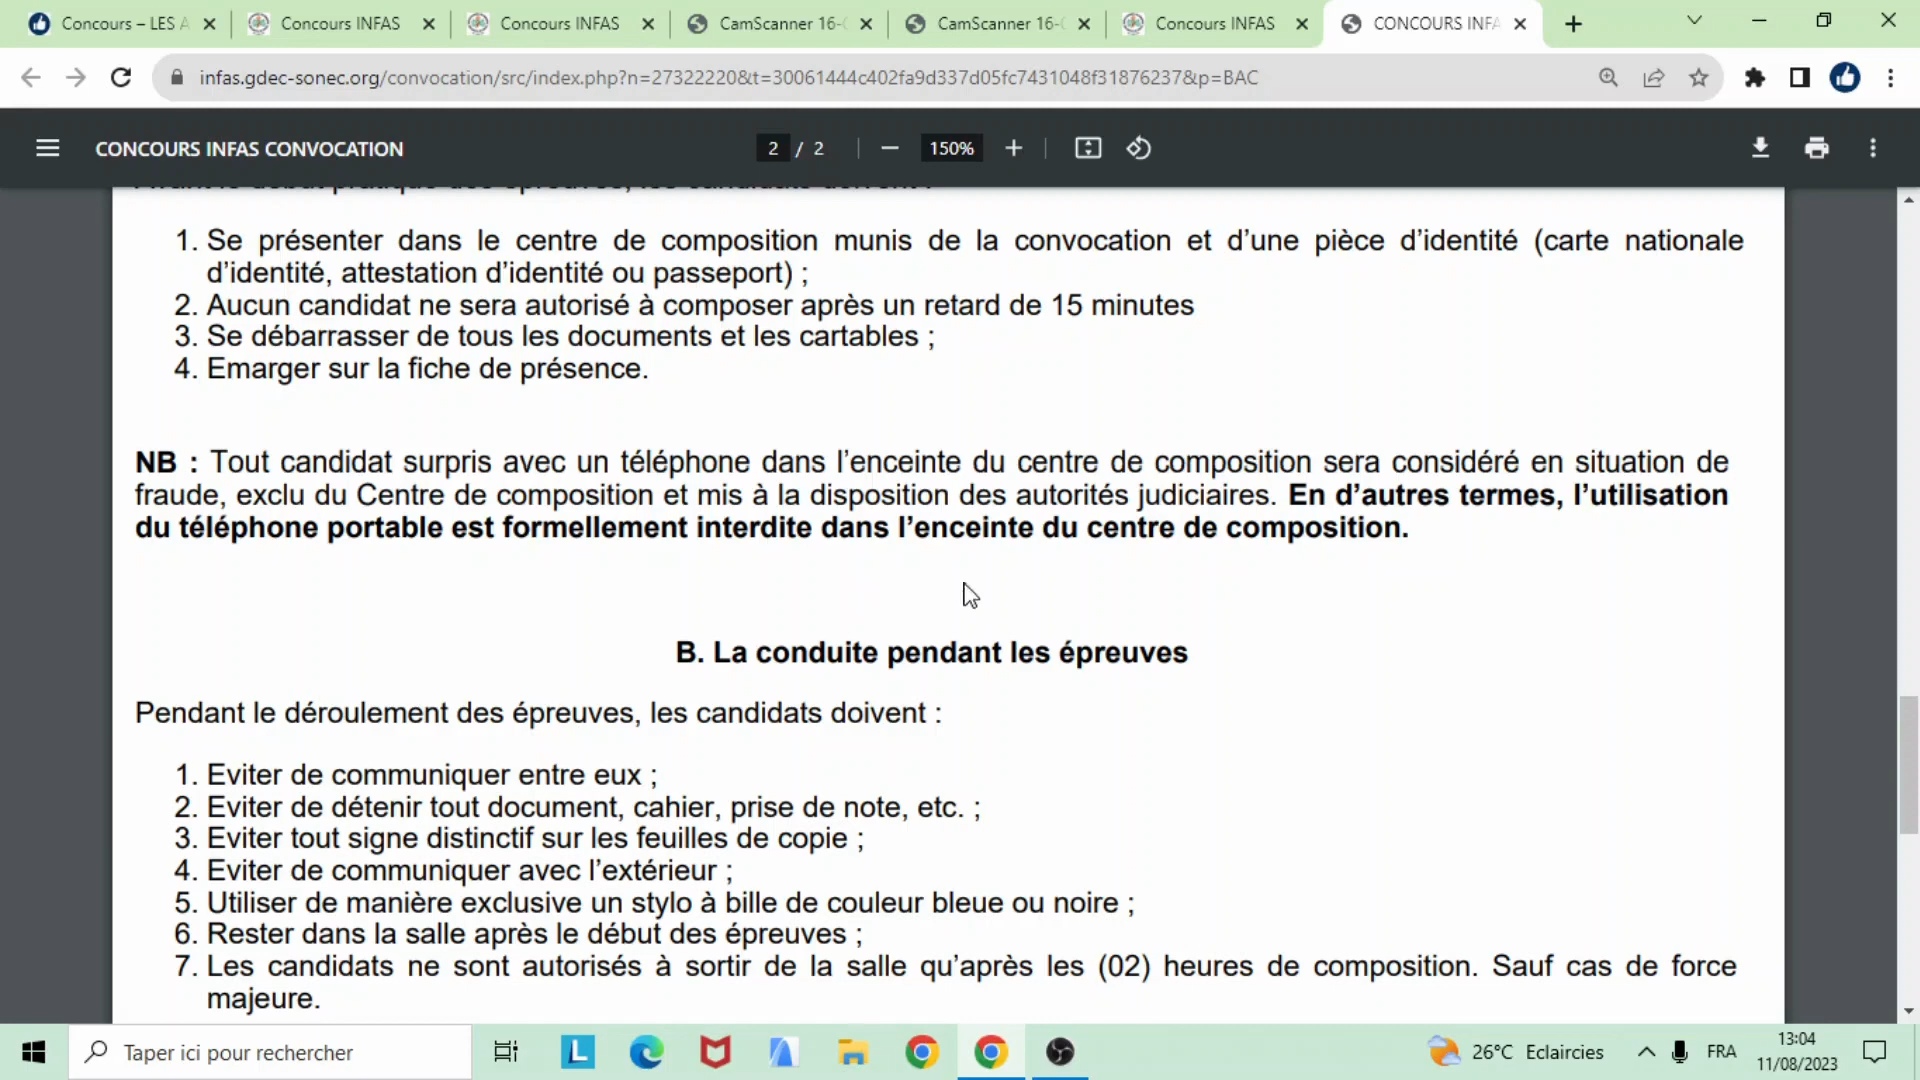 Concours – LES A
Concours INFAS
Concours INFAS
CamScanner 16-
CamScanner 16-
Concours INFAS
CONCOURS INFA
infas.gdec-sonec.org/convocation/src/index.php?n=27322220&t=30061444c402fa9d337d05fc7431048f31876237&p=BAC
CONCOURS INFAS CONVOCATION
2 / 2
150%
1. Se présenter dans le centre de composition munis de la convocation et d’une pièce d’identité (carte nationale
d’identité, attestation d’identité ou passeport) ;
2. Aucun candidat ne sera autorisé à composer après un retard de 15 minutes
3. Se débarrasser de tous les documents et les cartables ;
4. Emarger sur la fiche de présence.
NB : Tout candidat surpris avec un téléphone dans l’enceinte du centre de composition sera considéré en situation de
fraude, exclu du Centre de composition et mis à la disposition des autorités judiciaires. En d’autres termes, l’utilisation
du téléphone portable est formellement interdite dans l’enceinte du centre de composition.
B. La conduite pendant les épreuves
Pendant le déroulement des épreuves, les candidats doivent :
1. Eviter de communiquer entre eux ;
2. Eviter de détenir tout document, cahier, prise de note, etc. ;
3. Eviter tout signe distinctif sur les feuilles de copie ;
4. Eviter de communiquer avec l’extérieur ;
5. Utiliser de manière exclusive un stylo à bille de couleur bleue ou noire ;
6. Rester dans la salle après le début des épreuves ;
7. Les candidats ne sont autorisés à sortir de la salle qu’après les (02) heures de composition. Sauf cas de force
majeure.
Taper ici pour rechercher
L
26°C Eclaircies
FRA
13:04
11/08/2023